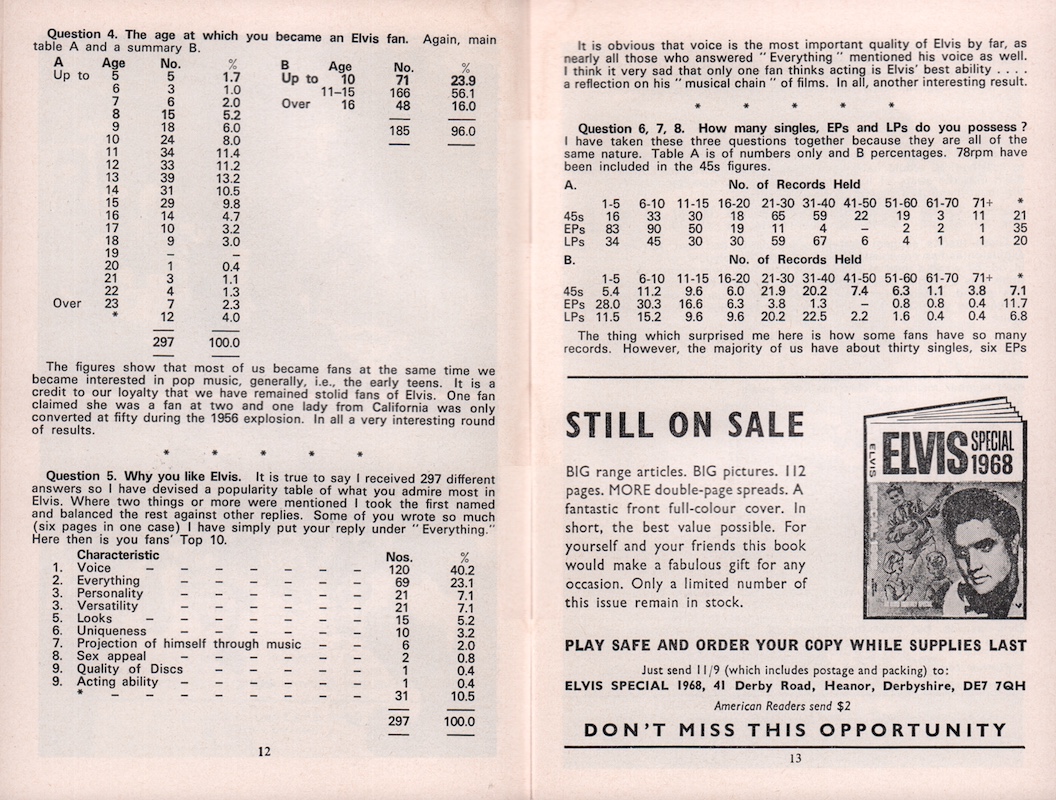 Question 4. The age at which you became an Elvis fan. Again, main
table A and a summary B.
A Age No. %
Up to 5 5 1.7
6 3 1.0
7 6 2.0
8 15 5.2
9 18 6.0
10 24 8.0
11 34 11.4
12 33 11.2
13 39 13.2
14 31 10.5
15 29 9.8
16 14 4.7
17 10 3.2
18 9 3.0
19 – –
20 1 0.4
21 3 1.1
22 4 1.3
Over 23 7 2.3
* 12 4.0
297 100.0
B Age No. %
Up to 10 71 23.9
11–15 166 56.1
Over 16 48 16.0
185 96.0
The figures show that most of us became fans at the same time we
became interested in pop music, generally, i.e., the early teens. It is a
credit to our loyalty that we have remained stolid fans of Elvis. One fan
claimed she was a fan at two and one lady from California was only
converted at fifty during the 1956 explosion. In all a very interesting round
of results.
* * * * *
Question 5. Why you like Elvis. It is true to say I received 297 different
answers so I have devised a popularity table of what you admire most in
Elvis. Where two things or more were mentioned I took the first named
and balanced the rest against other replies. Some of you wrote so much
(six pages in one case) I have simply put your reply under "Everything."
Here then is you fans' Top 10.
Characteristic Nos. %
1. Voice – – – – – – – 120 40.2
2. Everything – – – – – – 69 23.1
3. Personality – – – – – – 21 7.1
3. Versatility – – – – – – 21 7.1
5. Looks – – – – – – – 15 5.2
6. Uniqueness – – – – – – 10 3.2
7. Projection of himself through music – – 6 2.0
8. Sex appeal – – – – – – 2 0.8
9. Quality of Discs – – – – – 1 0.4
9. Acting ability – – – – – – 1 0.4
* – – – – – – – – 31 10.5
297 100.0
12
It is obvious that voice is the most important quality of Elvis by far, as
nearly all those who answered "Everything" mentioned his voice as well.
I think it very sad that only one fan thinks acting is Elvis' best ability . . . .
a reflection on his "musical chain" of films. In all, another interesting result.
* * * * *
Question 6, 7, 8. How many singles, EPs and LPs do you possess?
I have taken these three questions together because they are all of the
same nature. Table A is of numbers only and B percentages. 78rpm have
been included in the 45s figures.
A. No. of Records Held
1-5 6-10 11-15 16-20 21-30 31-40 41-50 51-60 61-70 71+ *
45s 16 33 30 18 65 59 22 19 3 11 21
EPs 83 90 50 19 11 4 – 2 2 1 35
LPs 34 45 30 30 59 67 6 4 1 1 20
B. No. of Records Held
1-5 6-10 11-15 16-20 21-30 31-40 41-50 51-60 61-70 71+ *
45s 5.4 11.2 9.6 6.0 21.9 20.2 7.4 6.3 1.1 3.8 7.1
EPs 28.0 30.3 16.6 6.3 3.8 1.3 – 0.8 0.8 0.4 11.7
LPs 11.5 15.2 9.6 9.6 20.2 22.5 2.2 1.6 0.4 0.4 6.8
The thing which surprised me here is how some fans have so many
records. However, the majority of us have about thirty singles, six EPs
STILL ON SALE
BIG range articles. BIG pictures. 112
pages. MORE double-page spreads. A
fantastic front full-colour cover. In
short, the best value possible. For
yourself and your friends this book
would make a fabulous gift for any
occasion. Only a limited number of
this issue remain in stock.
ELVIS
ELVIS SPECIAL
1968
PLAY SAFE AND ORDER YOUR COPY WHILE SUPPLIES LAST
Just send 11/9 (which includes postage and packing) to:
ELVIS SPECIAL 1968, 41 Derby Road, Heanor, Derbyshire, DE7 7QH
American Readers send $2
DON'T MISS THIS OPPORTUNITY
13